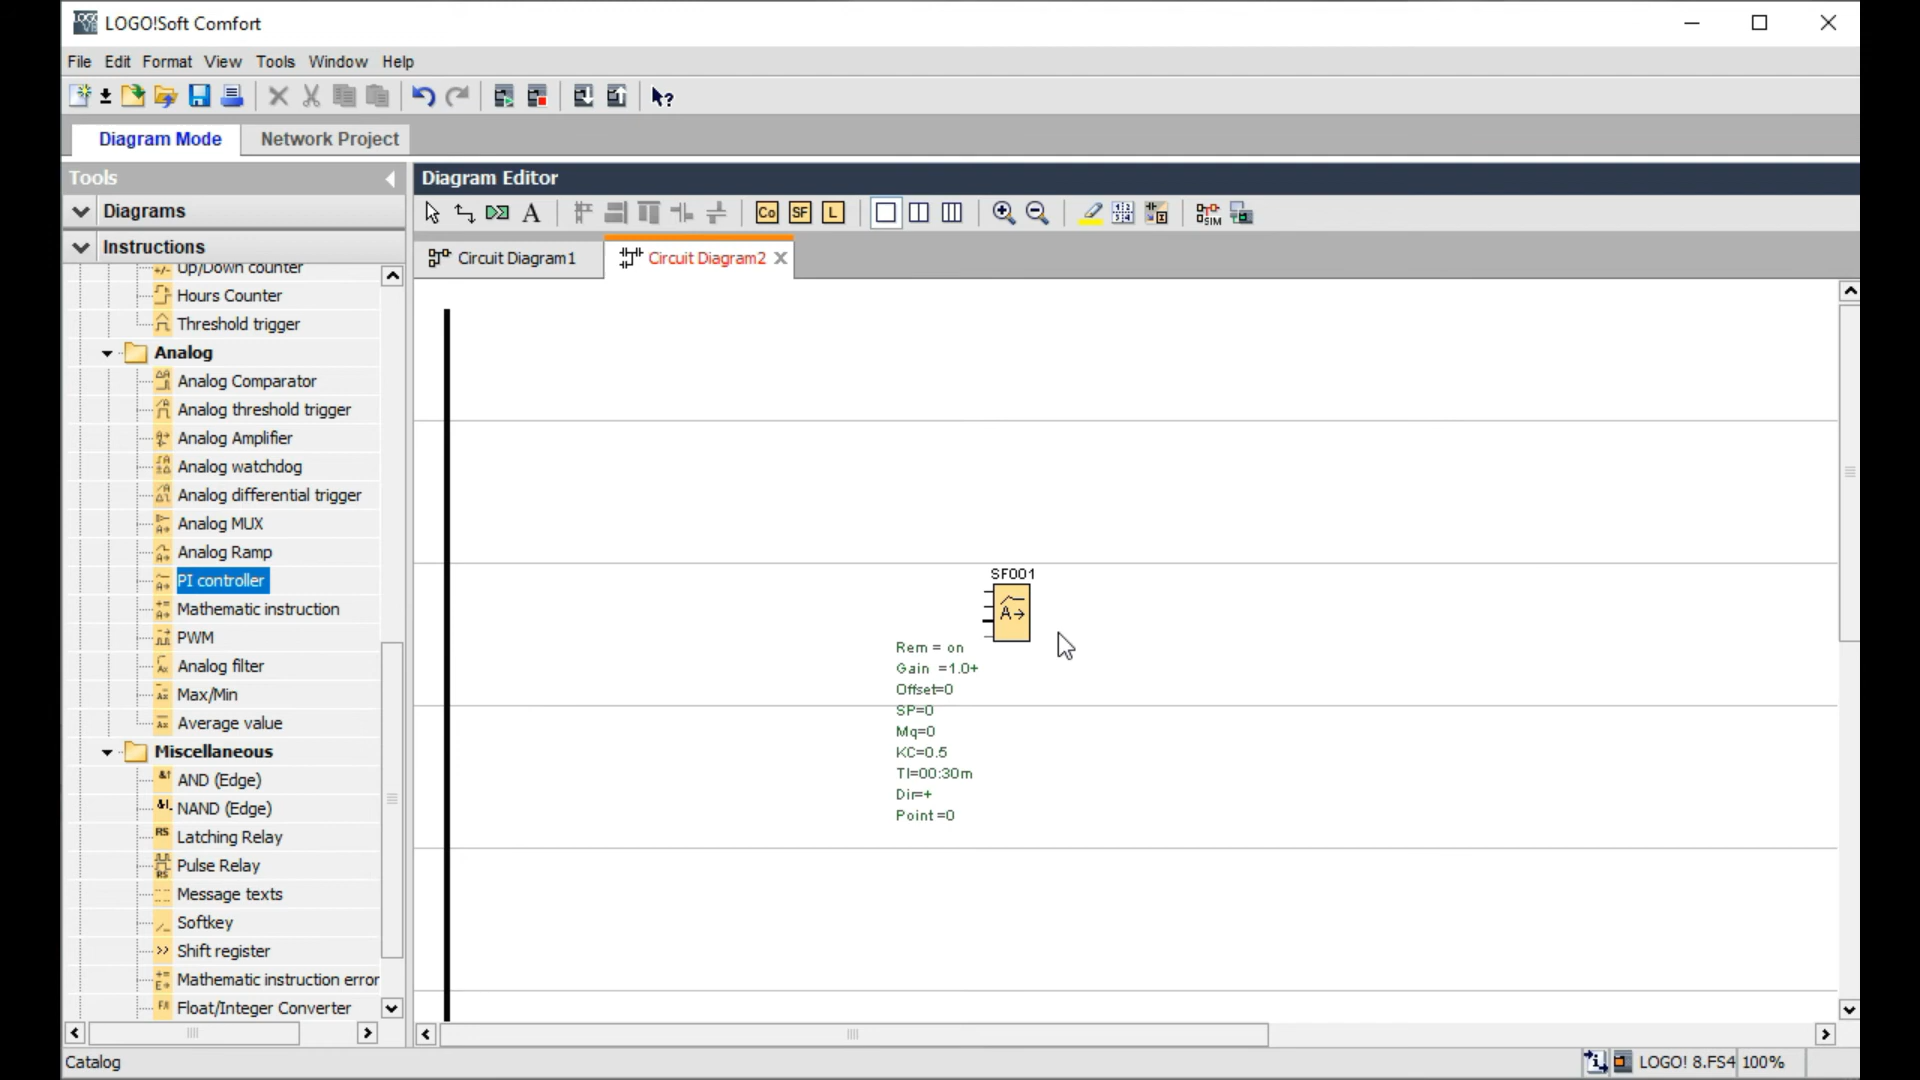 LOGO!Soft Comfort
File Edit Format View Tools Window Help
Diagram Mode
Network Project
Tools
Diagrams
Instructions
Up/Down counter
Hours Counter
Threshold trigger
Analog
Analog Comparator
Analog threshold trigger
Analog Amplifier
Analog watchdog
Analog differential trigger
Analog MUX
Analog Ramp
PI controller
Mathematic instruction
PWM
Analog filter
Max/Min
Average value
Miscellaneous
AND (Edge)
NAND (Edge)
Latching Relay
Pulse Relay
Message texts
Softkey
Shift register
Mathematic instruction error
Float/Integer Converter
Diagram Editor
A Co SF L SIM
Circuit Diagram1
Circuit Diagram2
SF001
A→
Rem = on
Gain =1.0+
Offset=0
SP=0
Mq=0
KC=0.5
TI=00:30m
Dir=+
Point =0
Catalog
LOGO! 8.FS4 100%